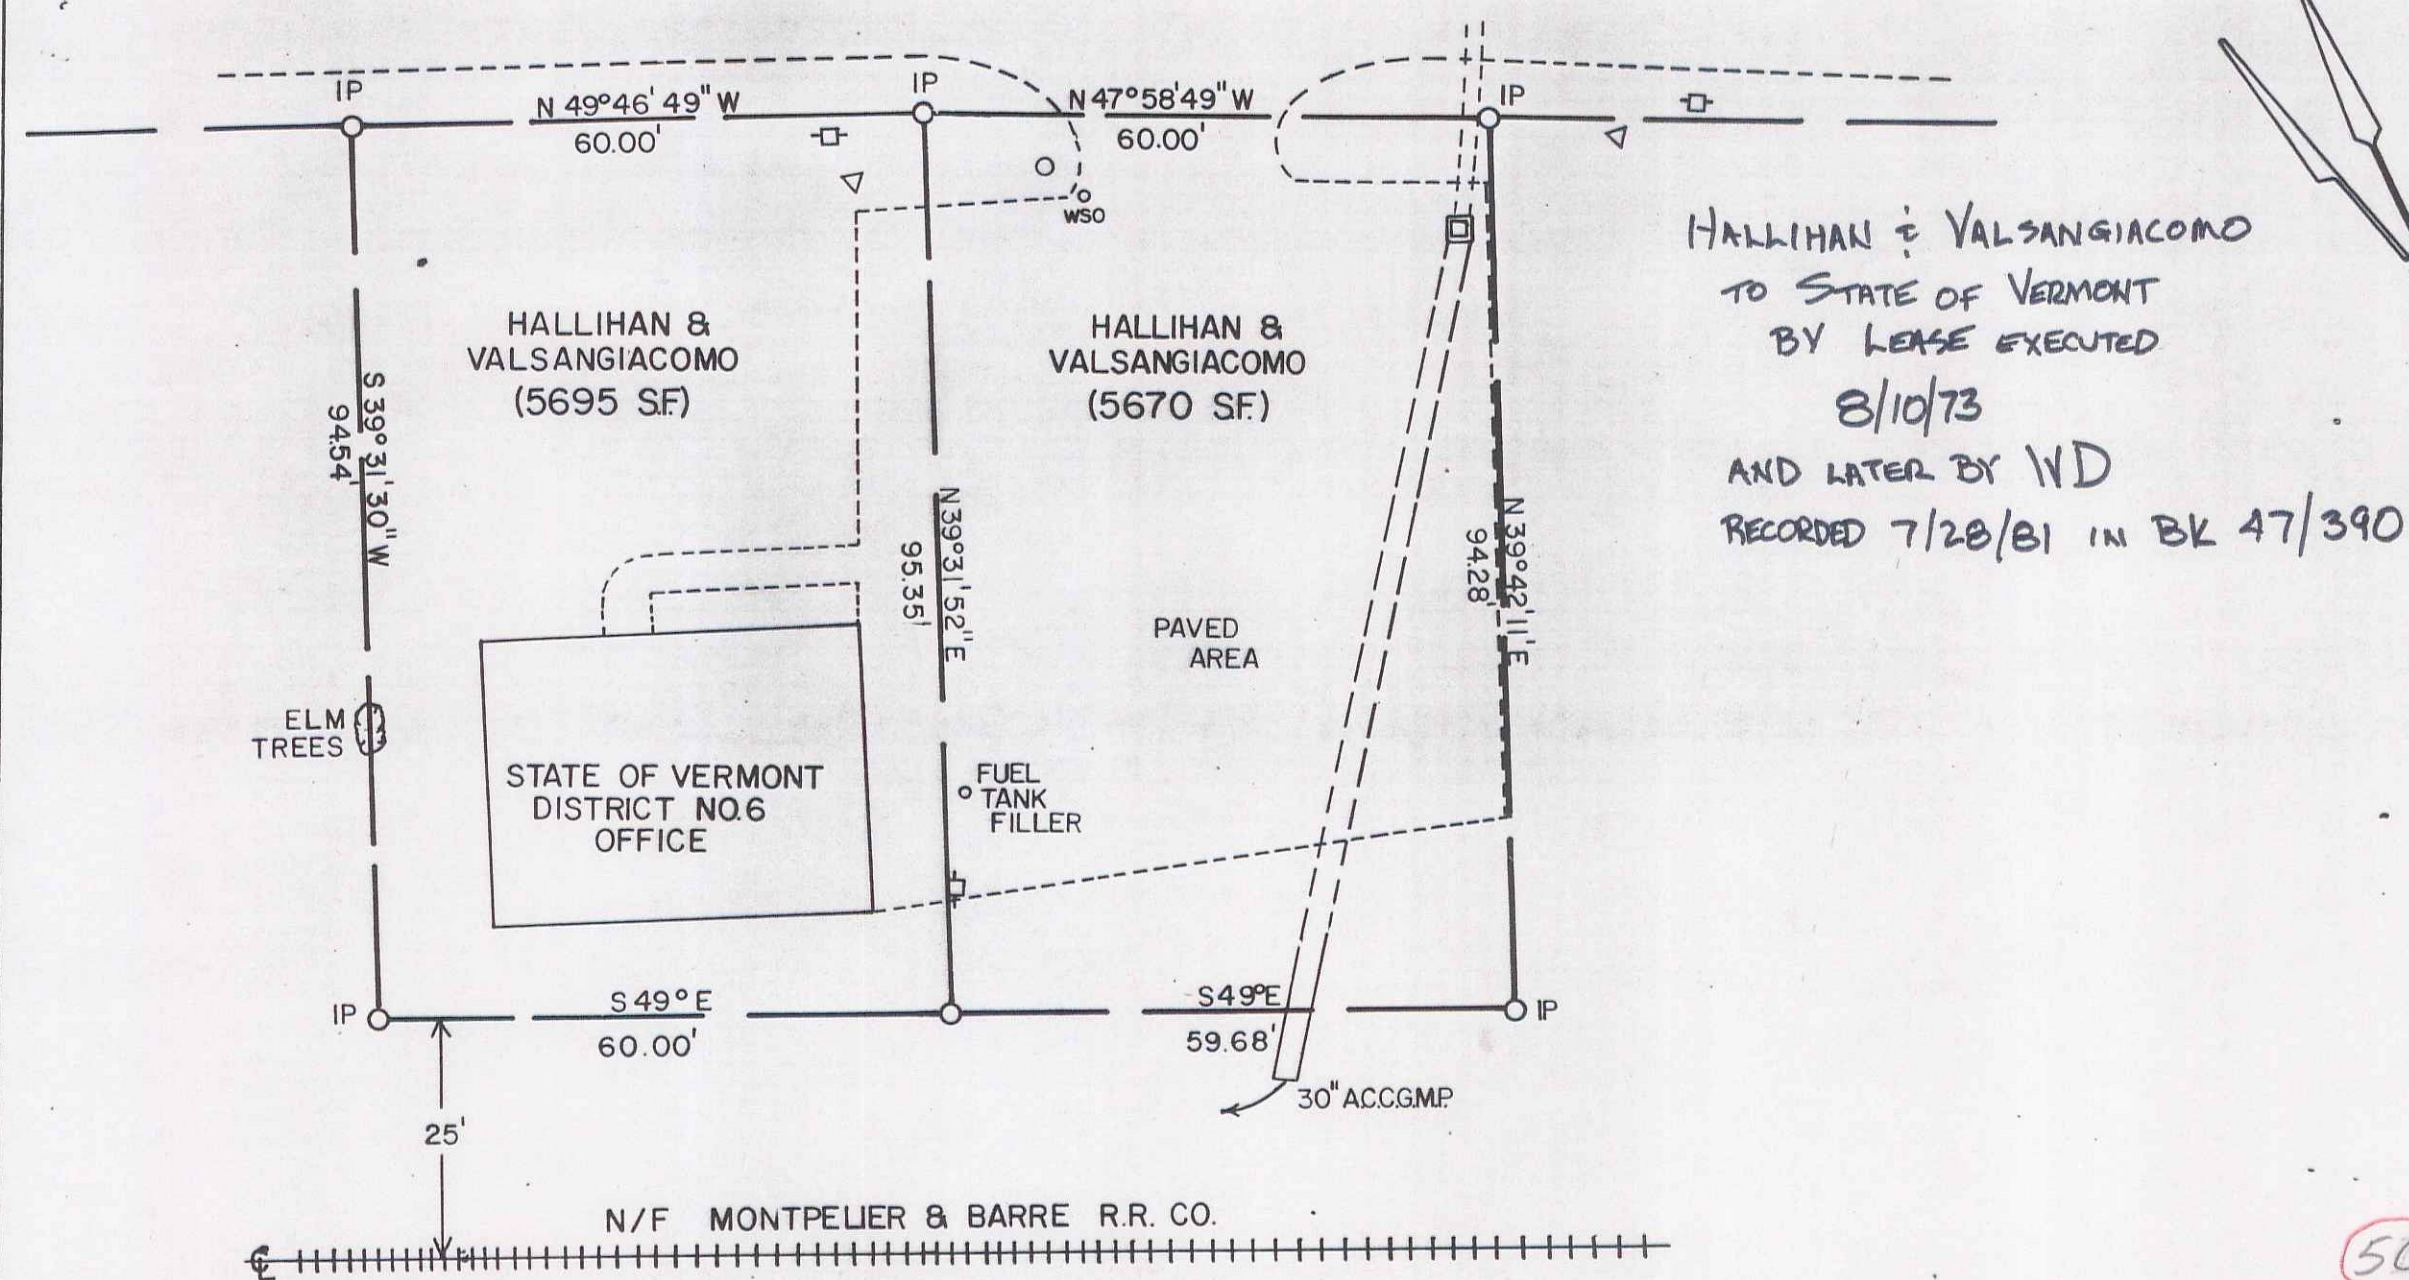 IP
IP
IP
N 49°46'49" W
60.00'
N 47°58'49" W
60.00'
WSO
HALLIHAN & VALSANGIACOMO
TO STATE OF VERMONT
BY LEASE EXECUTED
8/10/73
AND LATER BY WD
RECORDED 7/28/81 IN BK 47/390
HALLIHAN &
VALSANGIACOMO
(5695 S.F.)
HALLIHAN &
VALSANGIACOMO
(5670 S.F.)
S 39°31'30" W
94.54'
N 39°31'52" E
95.35'
N 39°42'11" E
94.28'
PAVED
AREA
ELM
TREES
STATE OF VERMONT
DISTRICT NO.6
OFFICE
FUEL
TANK
FILLER
IP
S 49° E
60.00'
S 49° E
59.68'
IP
30" A.C.C.G.M.P.
25'
N/F MONTPELIER & BARRE R.R. CO.
℄